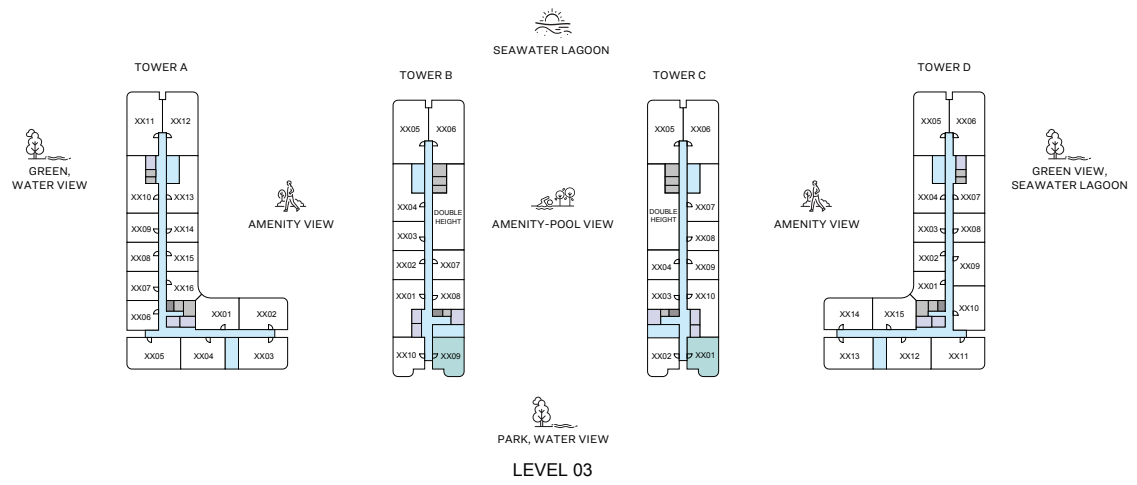 SEAWATER LAGOON
TOWER A
TOWER B
TOWER C
TOWER D
GREEN,
WATER VIEW
AMENITY VIEW
AMENITY-POOL VIEW
AMENITY VIEW
GREEN VIEW,
SEAWATER LAGOON
XX11 XX12
XX10 XX13
XX09 XX14
XX08 XX15
XX07 XX16
XX06 XX01 XX02
XX05 XX04 XX03
XX05 XX06
XX04
DOUBLE
HEIGHT
XX03
XX02 XX07
XX01 XX08
XX10 XX09
XX05 XX06
XX07
DOUBLE
HEIGHT
XX08
XX04 XX09
XX03 XX10
XX02 XX01
XX05 XX06
XX04 XX07
XX03 XX08
XX02 XX09
XX01
XX10
XX14 XX15
XX13 XX12 XX11
PARK, WATER VIEW
LEVEL 03